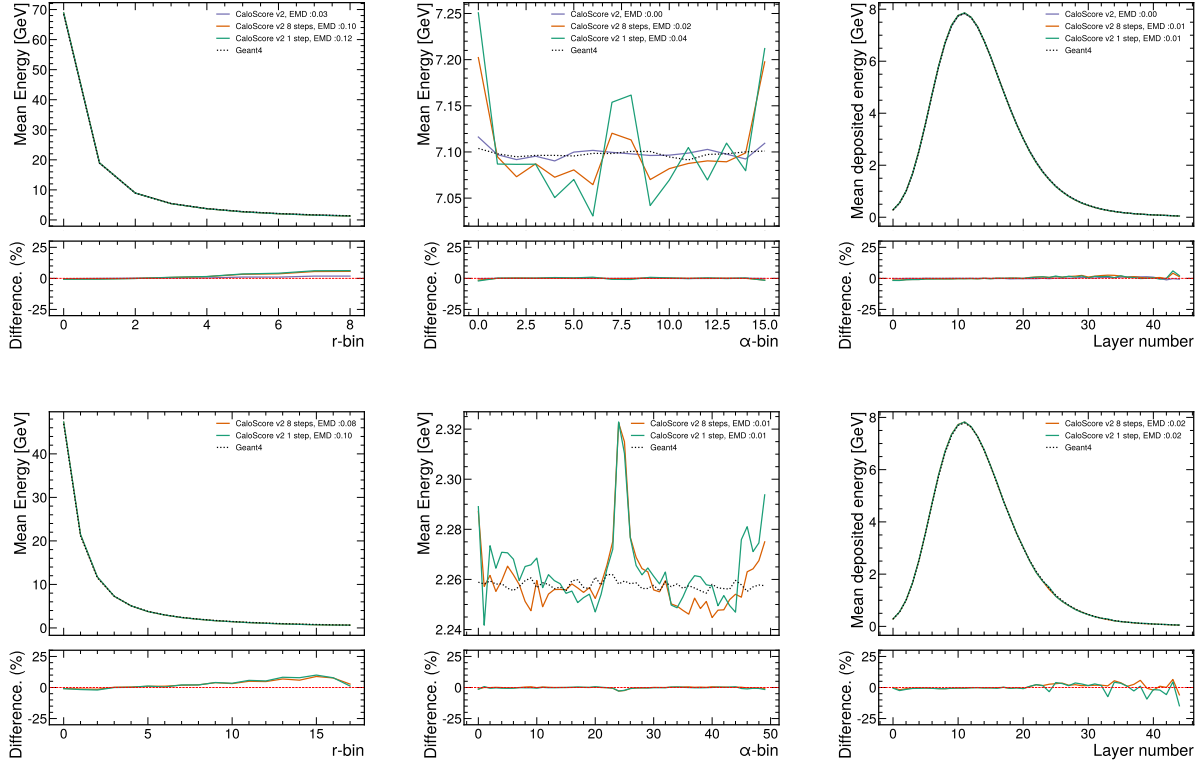 Mean Energy [GeV]
70
60
50
40
30
20
10
0
CaloScore v2, EMD :0.03
CaloScore v2 8 steps, EMD :0.10
CaloScore v2 1 step, EMD :0.12
Geant4
Difference. (%)
25
0
-25
0 2 4 6 8
r-bin
Mean Energy [GeV]
7.25
7.20
7.15
7.10
7.05
CaloScore v2, EMD :0.00
CaloScore v2 8 steps, EMD :0.02
CaloScore v2 1 step, EMD :0.04
Geant4
Difference. (%)
25
0
-25
0.0 2.5 5.0 7.5 10.0 12.5 15.0
α-bin
Mean deposited energy [GeV]
8
6
4
2
0
CaloScore v2, EMD :0.00
CaloScore v2 8 steps, EMD :0.01
CaloScore v2 1 step, EMD :0.01
Geant4
Difference. (%)
25
0
-25
0 10 20 30 40
Layer number
Mean Energy [GeV]
40
20
10
0
CaloScore v2 8 steps, EMD :0.08
CaloScore v2 1 step, EMD :0.10
Geant4
Difference. (%)
25
0
-25
0 5 10 15
r-bin
Mean Energy [GeV]
2.32
2.30
2.28
2.26
2.24
CaloScore v2 8 steps, EMD :0.01
CaloScore v2 1 step, EMD :0.01
Geant4
Difference. (%)
25
0
-25
0 10 20 30 40 50
α-bin
Mean deposited energy [GeV]
8
6
4
2
0
CaloScore v2 8 steps, EMD :0.02
CaloScore v2 1 step, EMD :0.02
Geant4
Difference. (%)
25
0
-25
0 10 20 30 40
Layer number